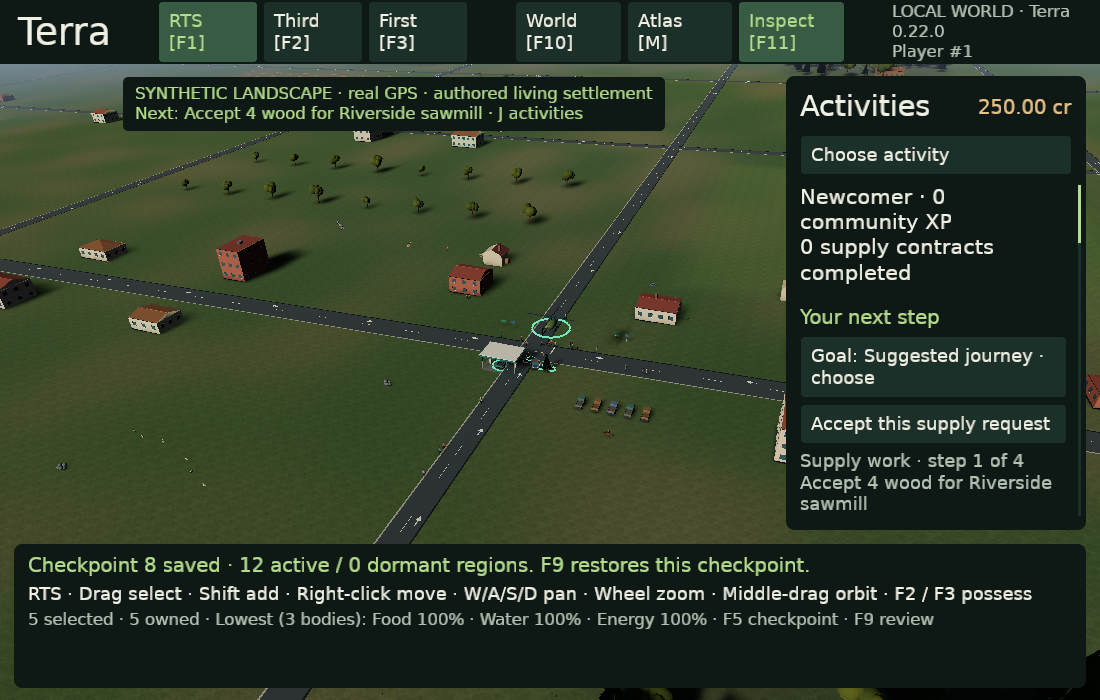 Terra
RTS
[F1]
Third
[F2]
First
[F3]
World
[F10]
Atlas
[M]
Inspect
[F11]
LOCAL WORLD · Terra
0.22.0
Player #1
SYNTHETIC LANDSCAPE · real GPS · authored living settlement
Next: Accept 4 wood for Riverside sawmill · J activities
Activities
250.00 cr
Choose activity
Newcomer · 0
community XP
0 supply contracts
completed
Your next step
Goal: Suggested journey ·
choose
Accept this supply request
Supply work · step 1 of 4
Accept 4 wood for Riverside
sawmill
Checkpoint 8 saved · 12 active / 0 dormant regions. F9 restores this checkpoint.
RTS · Drag select · Shift add · Right-click move · W/A/S/D pan · Wheel zoom · Middle-drag orbit · F2 / F3 possess
5 selected · 5 owned · Lowest (3 bodies): Food 100% · Water 100% · Energy 100% · F5 checkpoint · F9 review